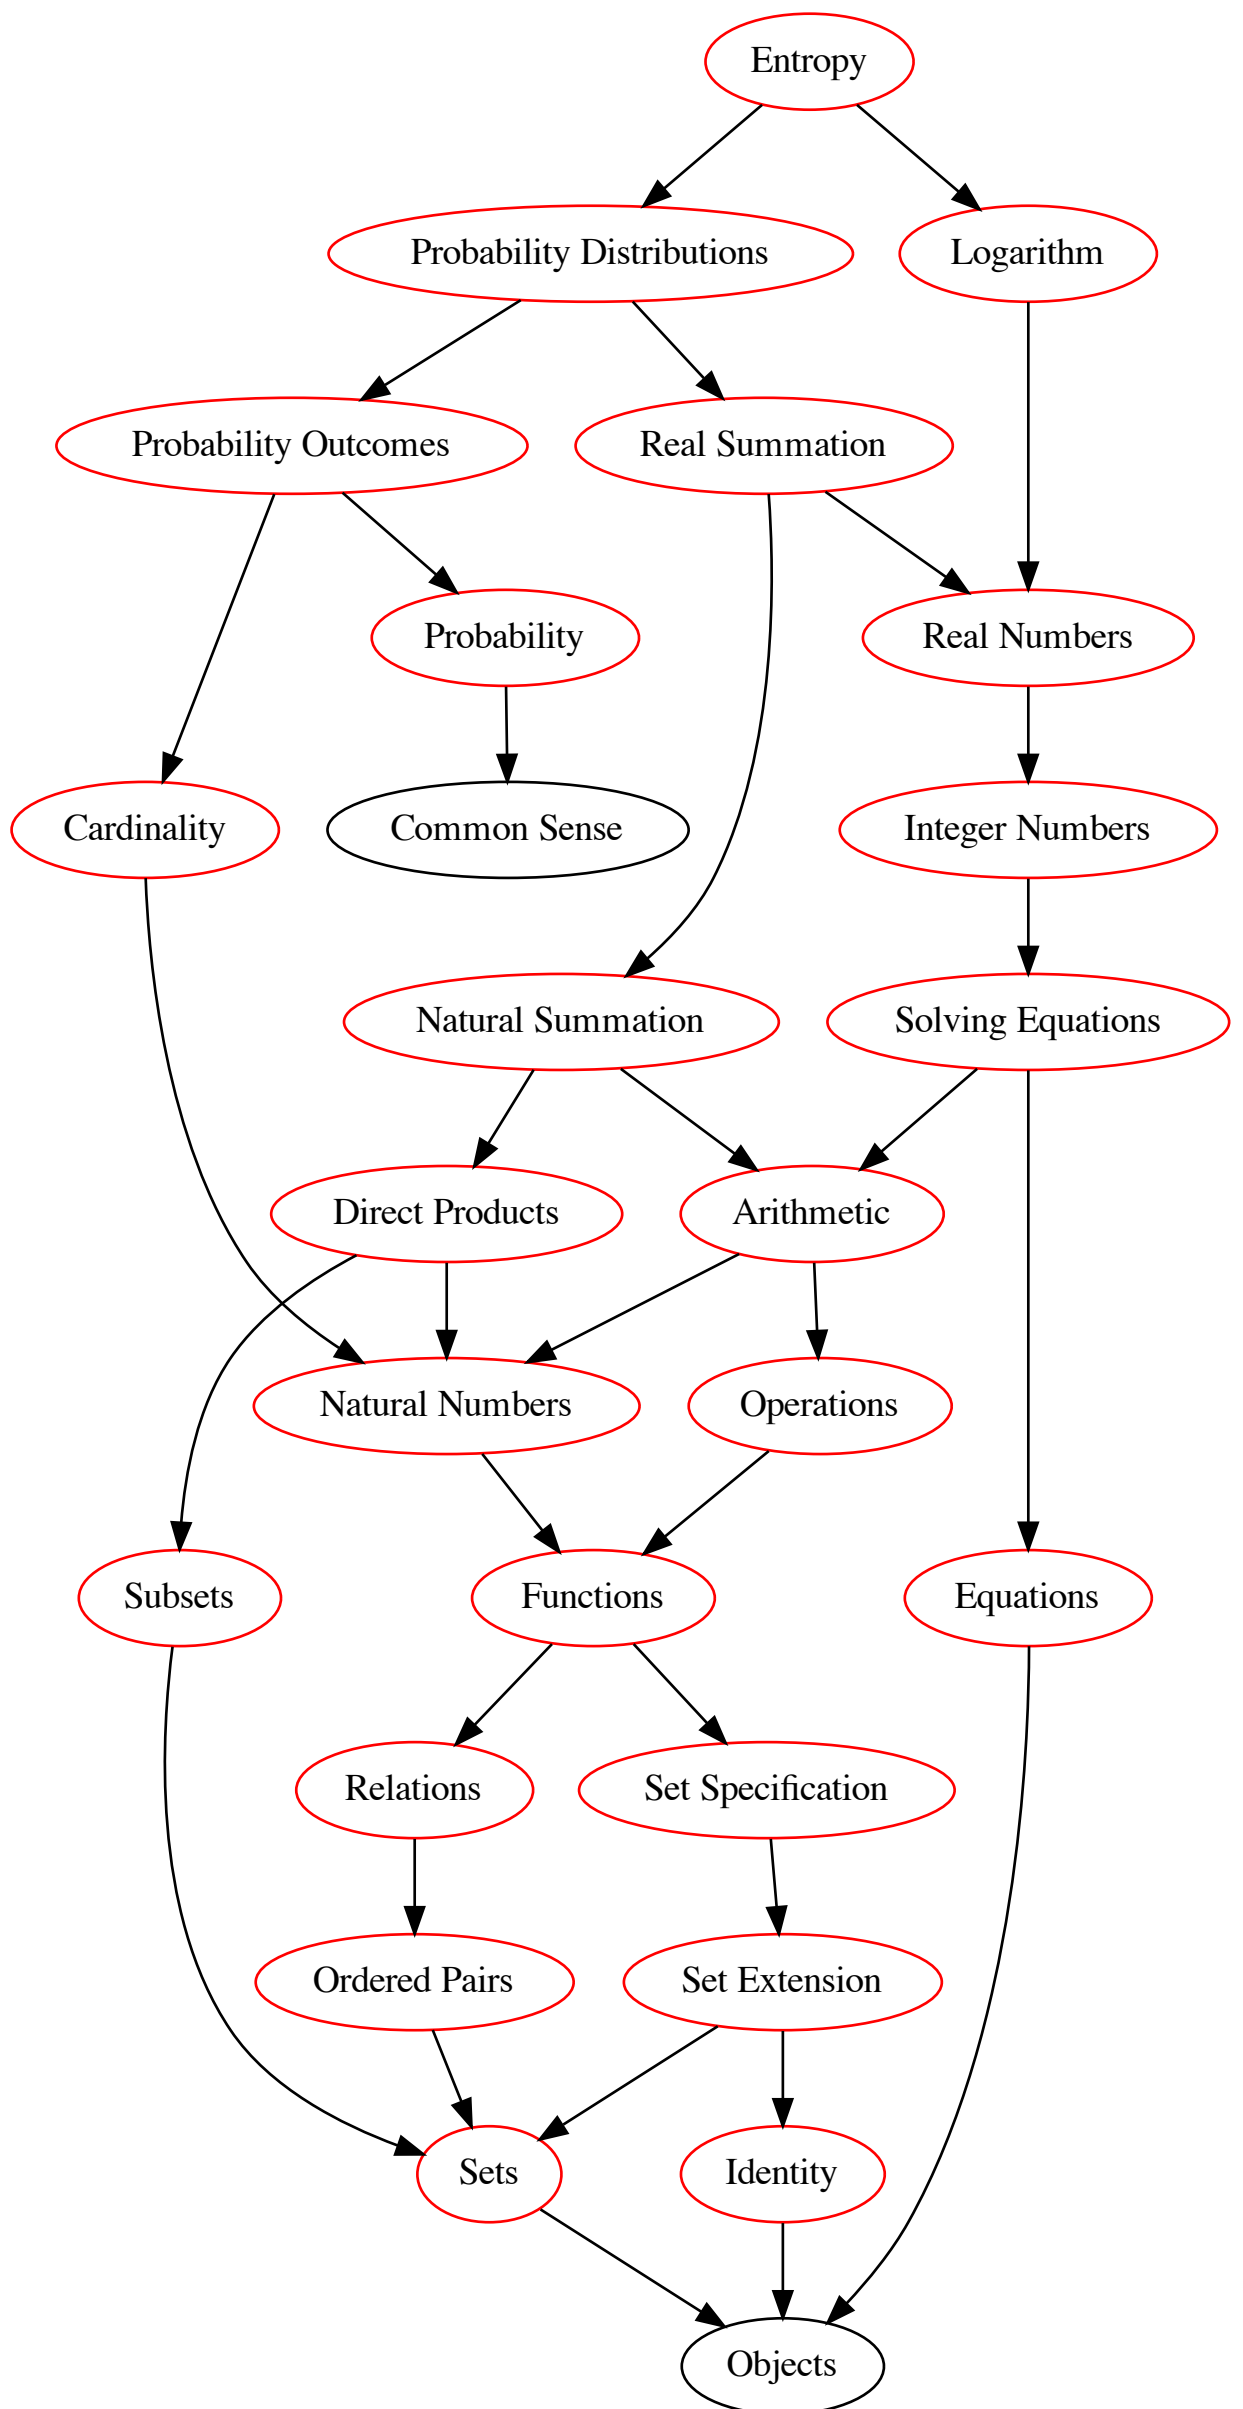 Entropy
Probability Distributions
Logarithm
Probability Outcomes
Real Summation
Probability
Real Numbers
Cardinality
Common Sense
Integer Numbers
Natural Summation
Solving Equations
Direct Products
Arithmetic
Natural Numbers
Operations
Subsets
Functions
Equations
Relations
Set Specification
Ordered Pairs
Set Extension
Sets
Identity
Objects